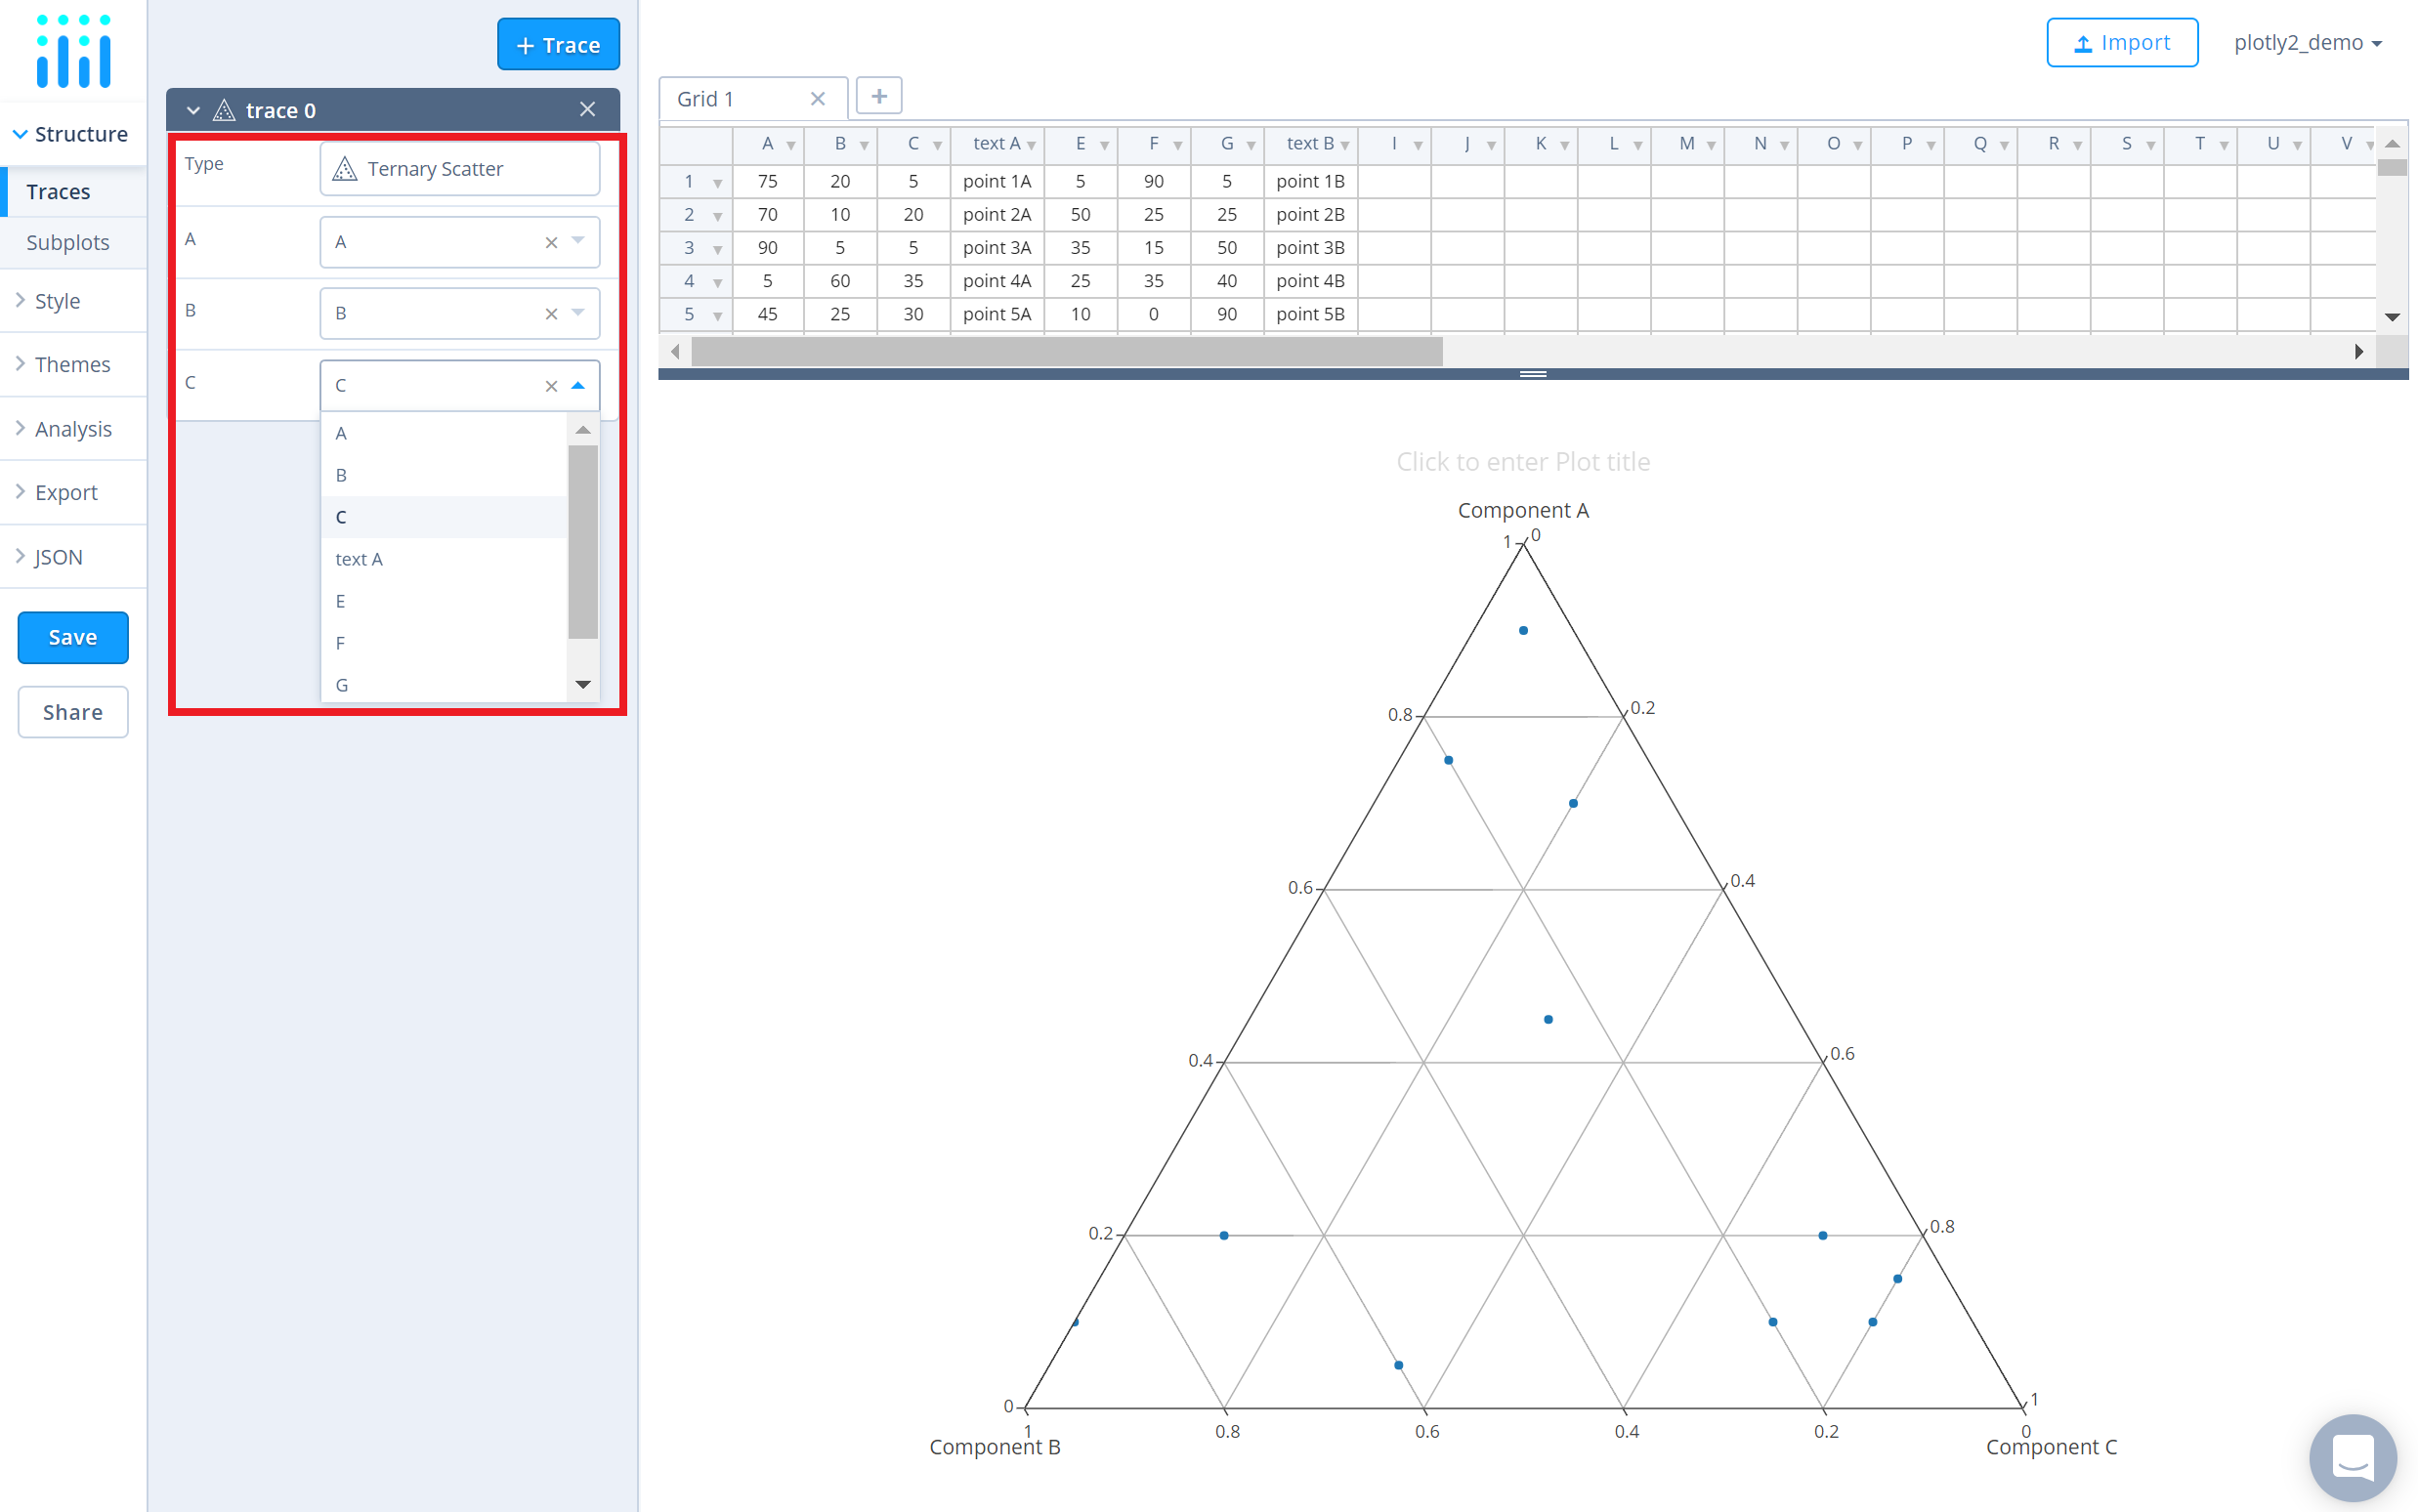 + Trace
Import
plotly2_demo
Structure
Traces
Subplots
Style
Themes
Analysis
Export
JSON
Save
Share
trace 0
Type
Ternary Scatter
A
A
B
B
C
C
A
B
C
text A
E
F
G
Grid 1
A B C text A E F G text B I J K L M N O P Q R S T U V
1 75 20 5 point 1A 5 90 5 point 1B
2 70 10 20 point 2A 50 25 25 point 2B
3 90 5 5 point 3A 35 15 50 point 3B
4 5 60 35 point 4A 25 35 40 point 4B
5 45 25 30 point 5A 10 0 90 point 5B
Click to enter Plot title
Component A
1 0
0.8 0.2
0.6 0.4
0.4 0.6
0.2 0.8
0 1
1 0.8 0.6 0.4 0.2 0
Component B Component C